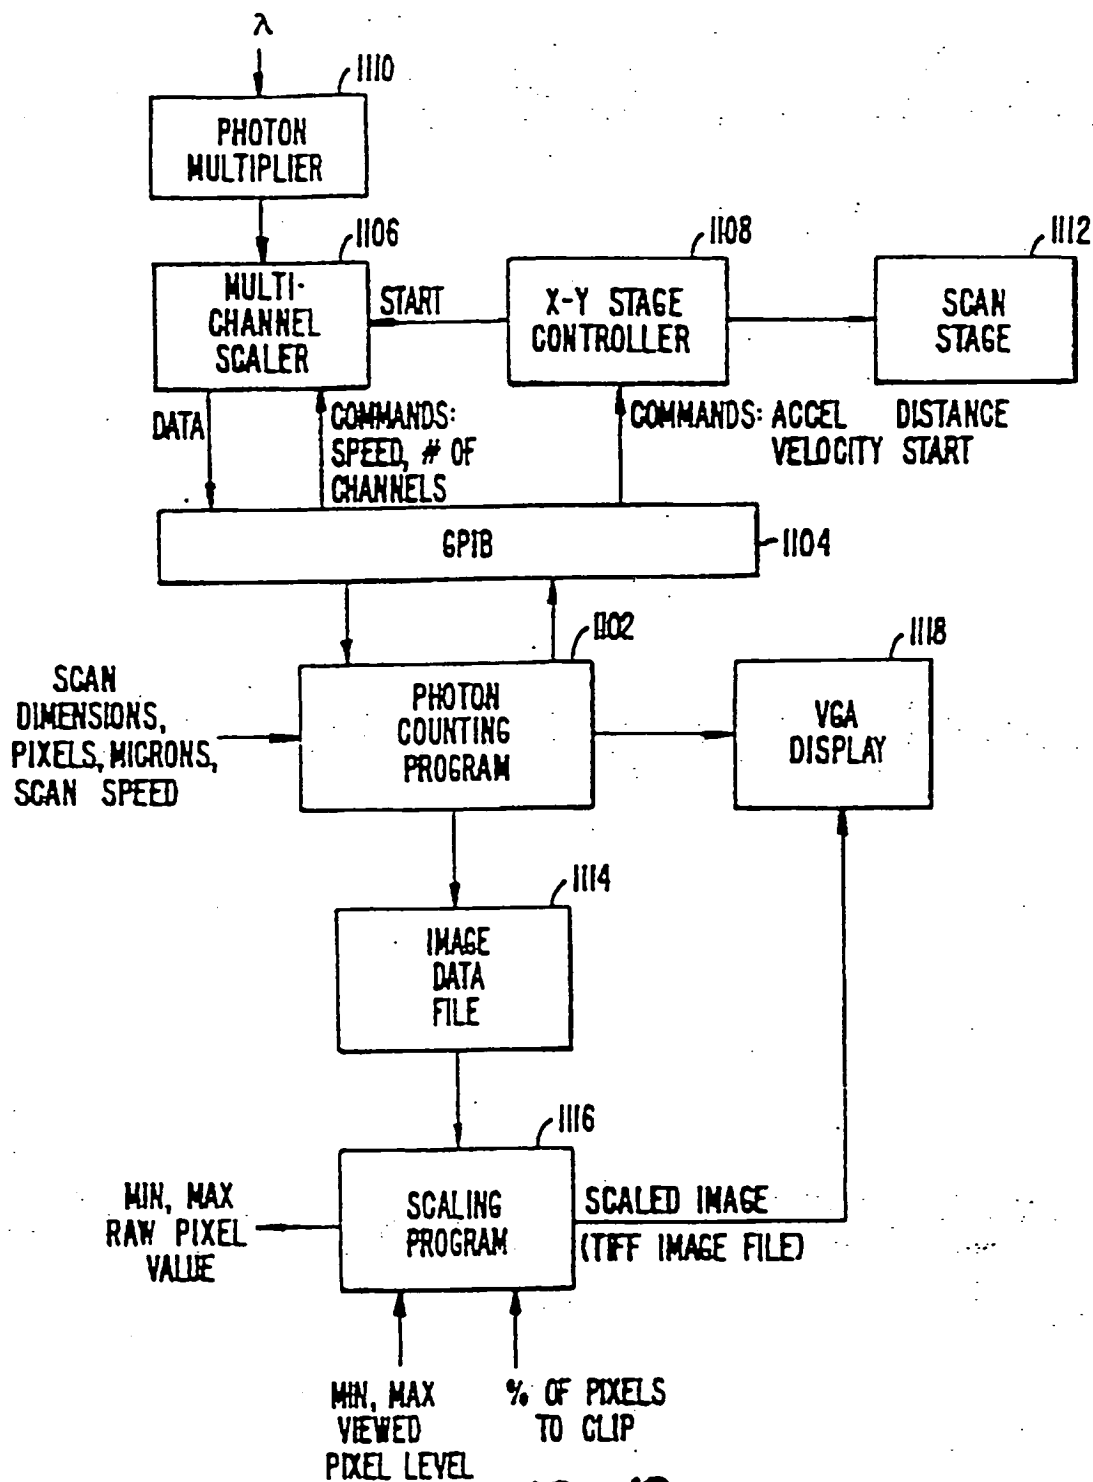 λ
1110
PHOTON
MULTIPLIER
1106
MULTI-
CHANNEL
SCALER
START
1108
X-Y STAGE
CONTROLLER
1112
SCAN
STAGE
DATA
COMMANDS:
SPEED, # OF
CHANNELS
COMMANDS: ACCEL DISTANCE
VELOCITY START
GPIB
1104
1102
PHOTON
COUNTING
PROGRAM
SCAN
DIMENSIONS,
PIXELS, MICRONS,
SCAN SPEED
1118
VGA
DISPLAY
1114
IMAGE
DATA
FILE
1116
SCALING
PROGRAM
MIN, MAX
RAW PIXEL
VALUE
SCALED IMAGE
(TIFF IMAGE FILE)
MIN, MAX
VIEWED
PIXEL LEVEL
% OF PIXELS
TO CLIP